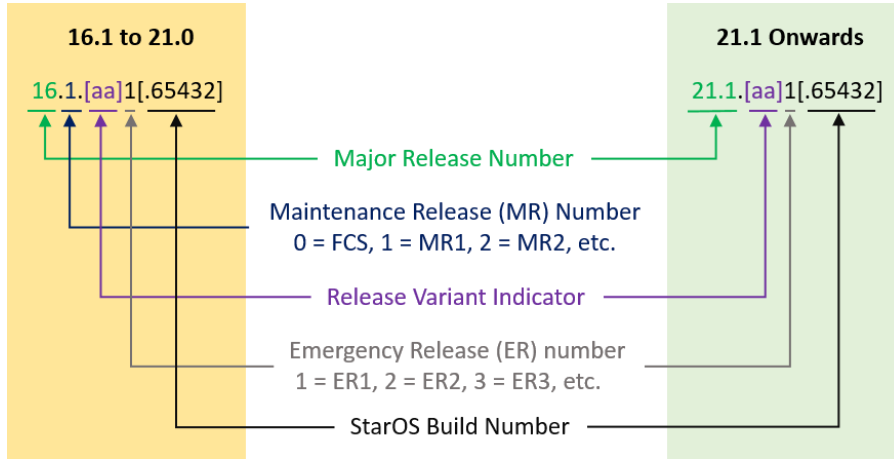 16.1 to 21.0
21.1 Onwards
16.1.[aa]1[.65432]
21.1.[aa]1[.65432]
Major Release Number
Maintenance Release (MR) Number
0 = FCS, 1 = MR1, 2 = MR2, etc.
Release Variant Indicator
Emergency Release (ER) number
1 = ER1, 2 = ER2, 3 = ER3, etc.
StarOS Build Number